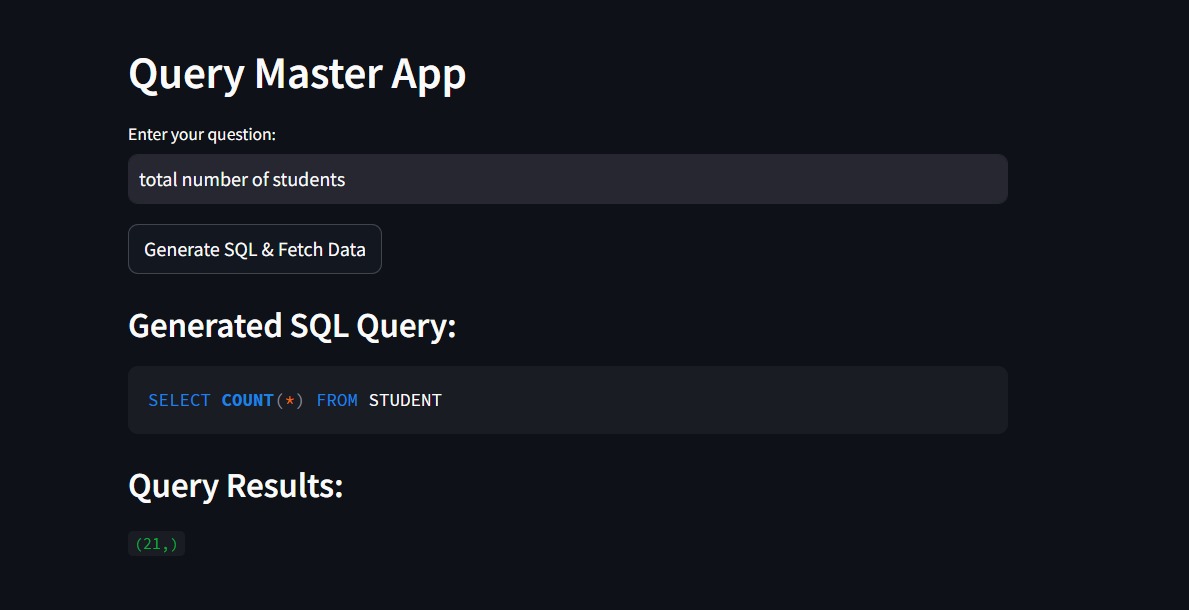 Query Master App
Enter your question:
total number of students
Generate SQL & Fetch Data
Generated SQL Query:
SELECT COUNT(*) FROM STUDENT
Query Results:
(21,)